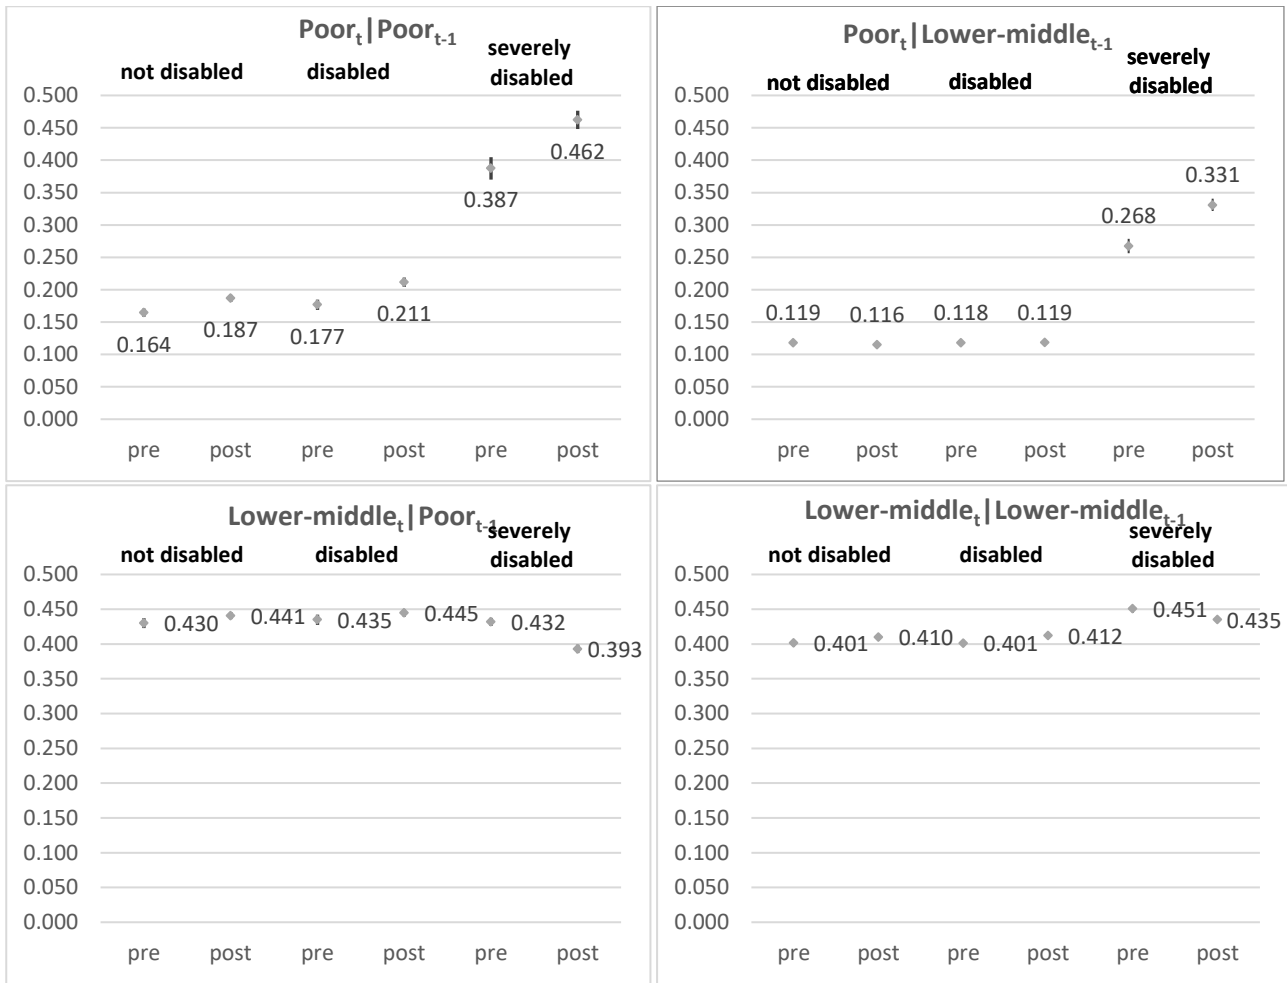 Poor_t|Poor_t-1
not disabled disabled severely disabled
0.500
0.450
0.400
0.350
0.300
0.250
0.200
0.150
0.100
0.050
0.000
0.164 0.187 0.177 0.211 0.387 0.462
pre post pre post pre post
Poor_t|Lower-middle_t-1
not disabled disabled severely disabled
0.500
0.450
0.400
0.350
0.300
0.250
0.200
0.150
0.100
0.050
0.000
0.119 0.116 0.118 0.119 0.268 0.331
pre post pre post pre post
Lower-middle_t|Poor_t-1
not disabled disabled severely disabled
0.500
0.450
0.400
0.350
0.300
0.250
0.200
0.150
0.100
0.050
0.000
0.430 0.441 0.435 0.445 0.432 0.393
pre post pre post pre post
Lower-middle_t|Lower-middle_t-1
not disabled disabled severely disabled
0.500
0.450
0.400
0.350
0.300
0.250
0.200
0.150
0.100
0.050
0.000
0.401 0.410 0.401 0.412 0.451 0.435
pre post pre post pre post